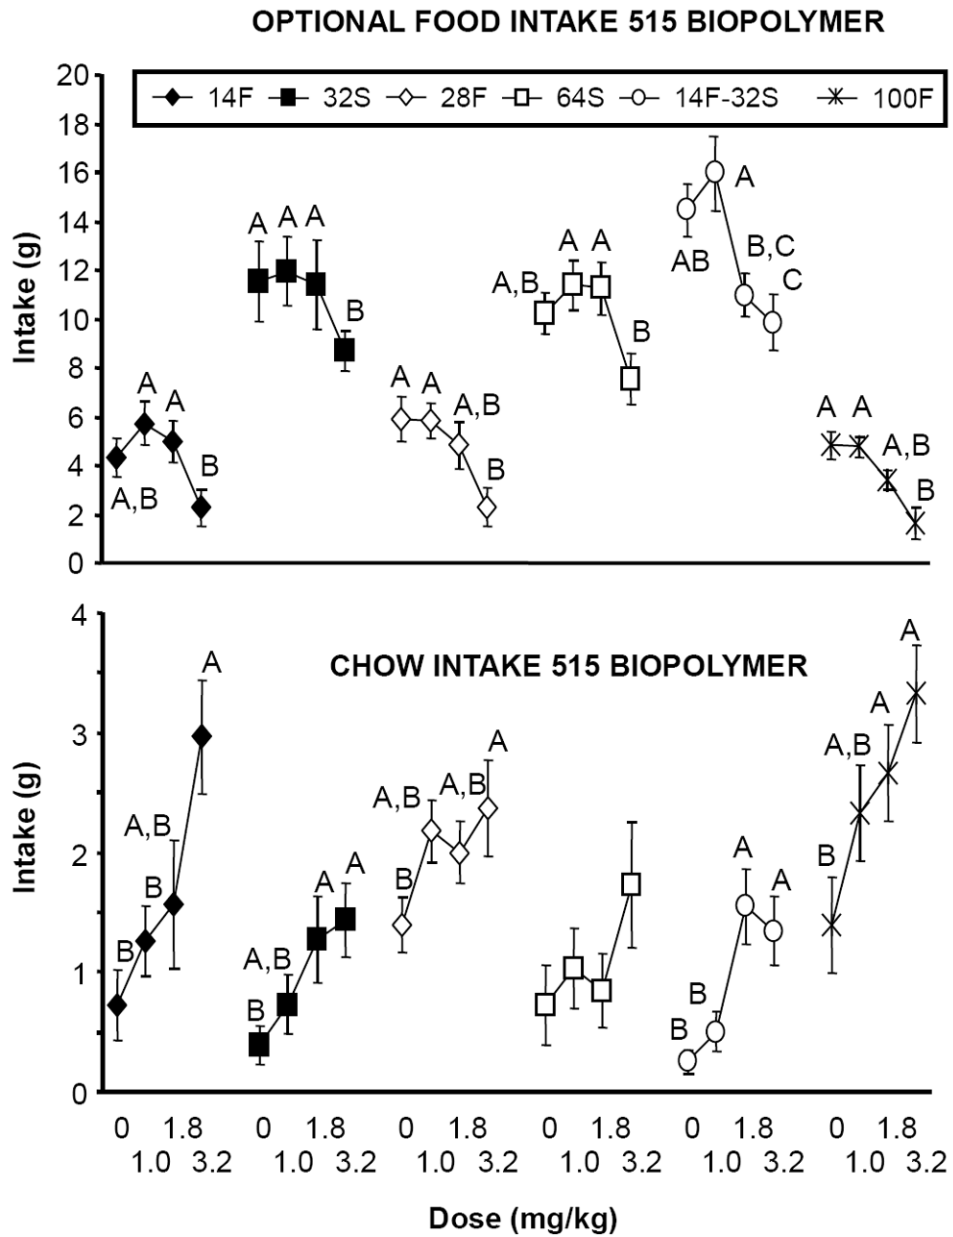 OPTIONAL FOOD INTAKE 515 BIOPOLYMER
14F 32S 28F 64S 14F-32S 100F
20
18
16
14
12
10
8
6
4
2
0
Intake (g)
A,B
A
A
B
A
A
A
B
A
A
A,B
B
A,B
A
A
B
AB
A
B,C
C
A
A
A,B
B
CHOW INTAKE 515 BIOPOLYMER
4
3
2
1
0
Intake (g)
B
B
A,B
A
B
A,B
A
A
B
A,B
A,B
A
B
B
A
A
B
A,B
A
A
0 1.8 0 1.8 0 1.8 0 1.8 0 1.8 0 1.8
1.0 3.2 1.0 3.2 1.0 3.2 1.0 3.2 1.0 3.2 1.0 3.2
Dose (mg/kg)